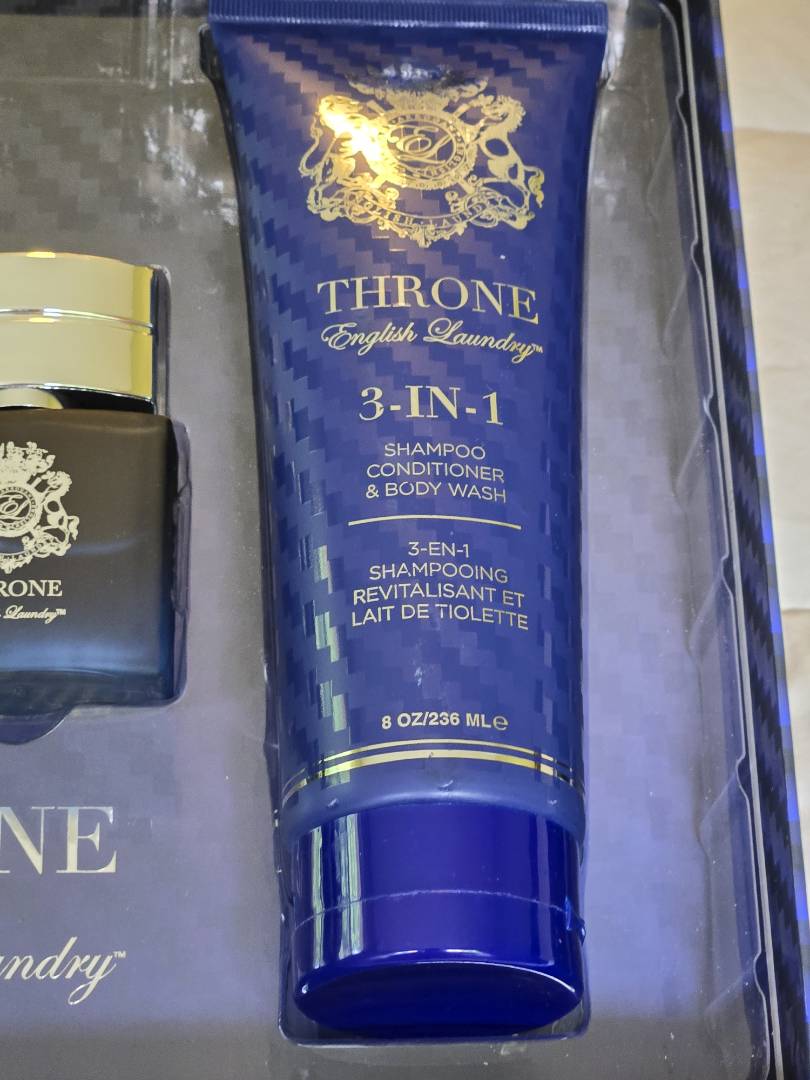 THRONE
English Laundry™
3-IN-1
SHAMPOO
CONDITIONER
& BODY WASH
3-EN-1
SHAMPOOING
REVITALISANT ET
LAIT DE TIOLETTE
8 OZ/236 ML℮
RONE
Laundry™
NE
ndry™